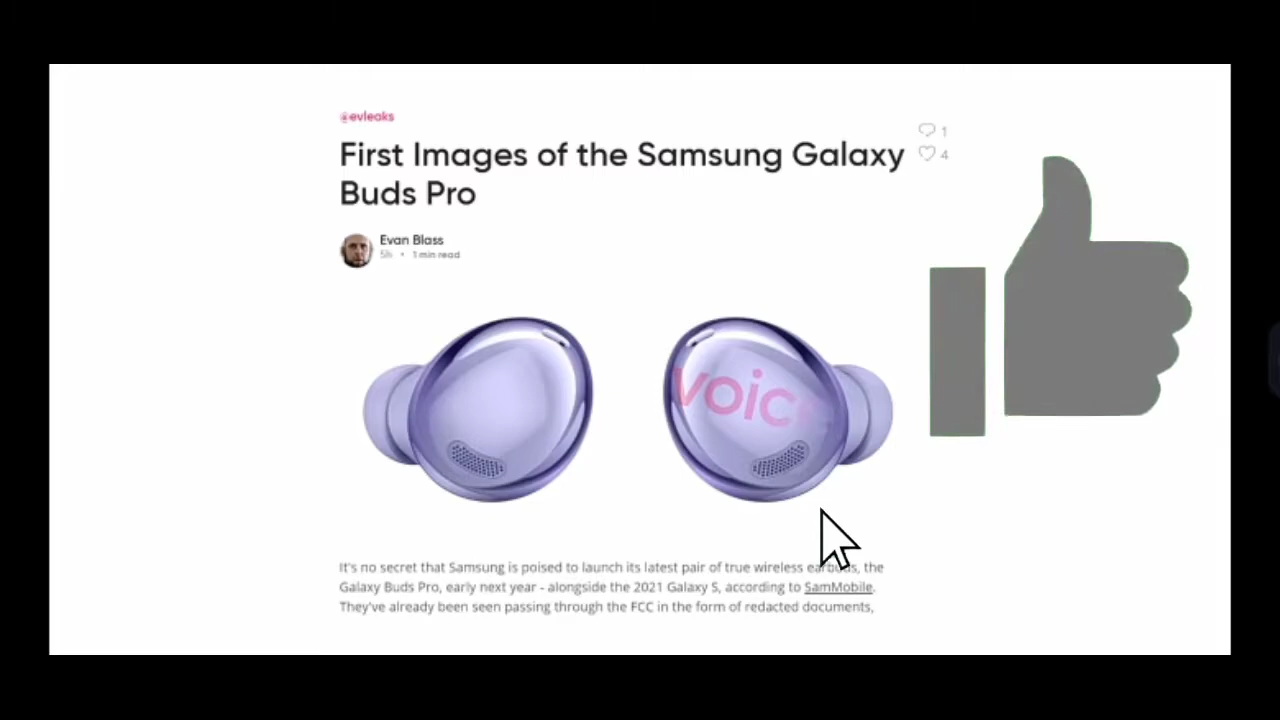 @evleaks
First Images of the Samsung Galaxy
Buds Pro
1
4
Evan Blass
5h • 1 min read
voice
It's no secret that Samsung is poised to launch its latest pair of true wireless earbuds, the
Galaxy Buds Pro, early next year - alongside the 2021 Galaxy S, according to SamMobile.
They've already been seen passing through the FCC in the form of redacted documents,